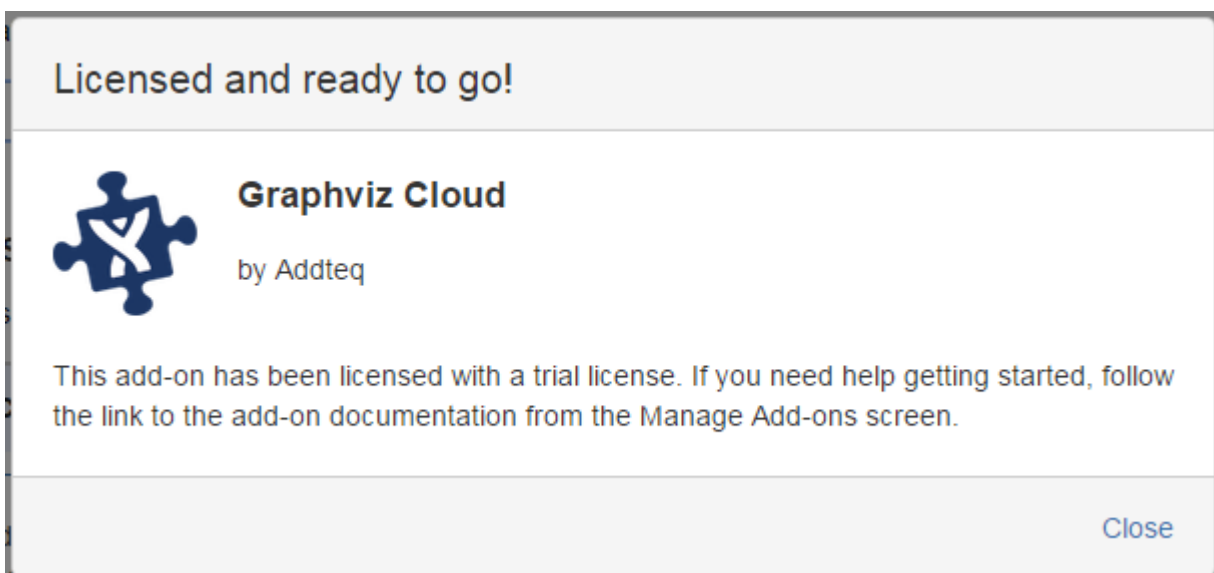 Licensed and ready to go!
Graphviz Cloud
by Addteq
This add-on has been licensed with a trial license. If you need help getting started, follow
the link to the add-on documentation from the Manage Add-ons screen.
Close